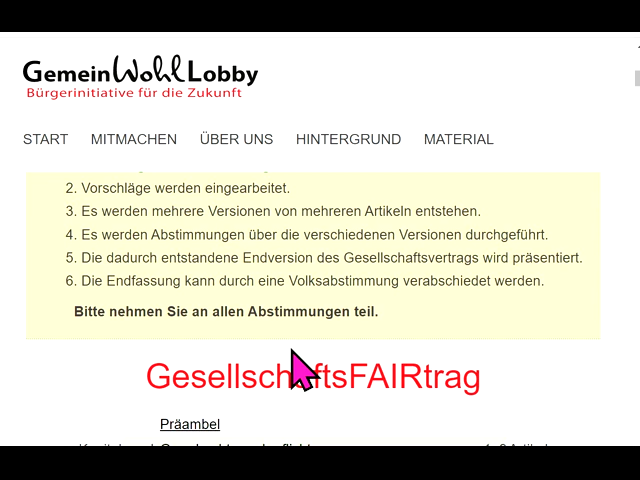 GemeinWohlLobby
Bürgerinitiative für die Zukunft
START MITMACHEN ÜBER UNS HINTERGRUND MATERIAL
2. Vorschläge werden eingearbeitet.
3. Es werden mehrere Versionen von mehreren Artikeln entstehen.
4. Es werden Abstimmungen über die verschiedenen Versionen durchgeführt.
5. Die dadurch entstandene Endversion des Gesellschaftsvertrags wird präsentiert.
6. Die Endfassung kann durch eine Volksabstimmung verabschiedet werden.
Bitte nehmen Sie an allen Abstimmungen teil.
GesellschaftsFAIRtrag
Präambel